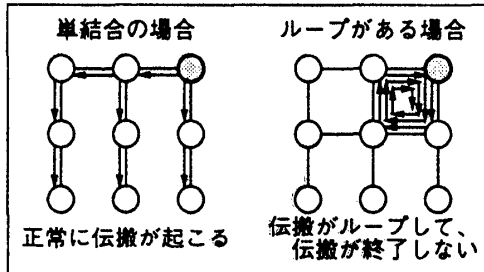 単結合の場合
ループがある場合
正常に伝搬が起こる
伝搬がループして、
伝搬が終了しない